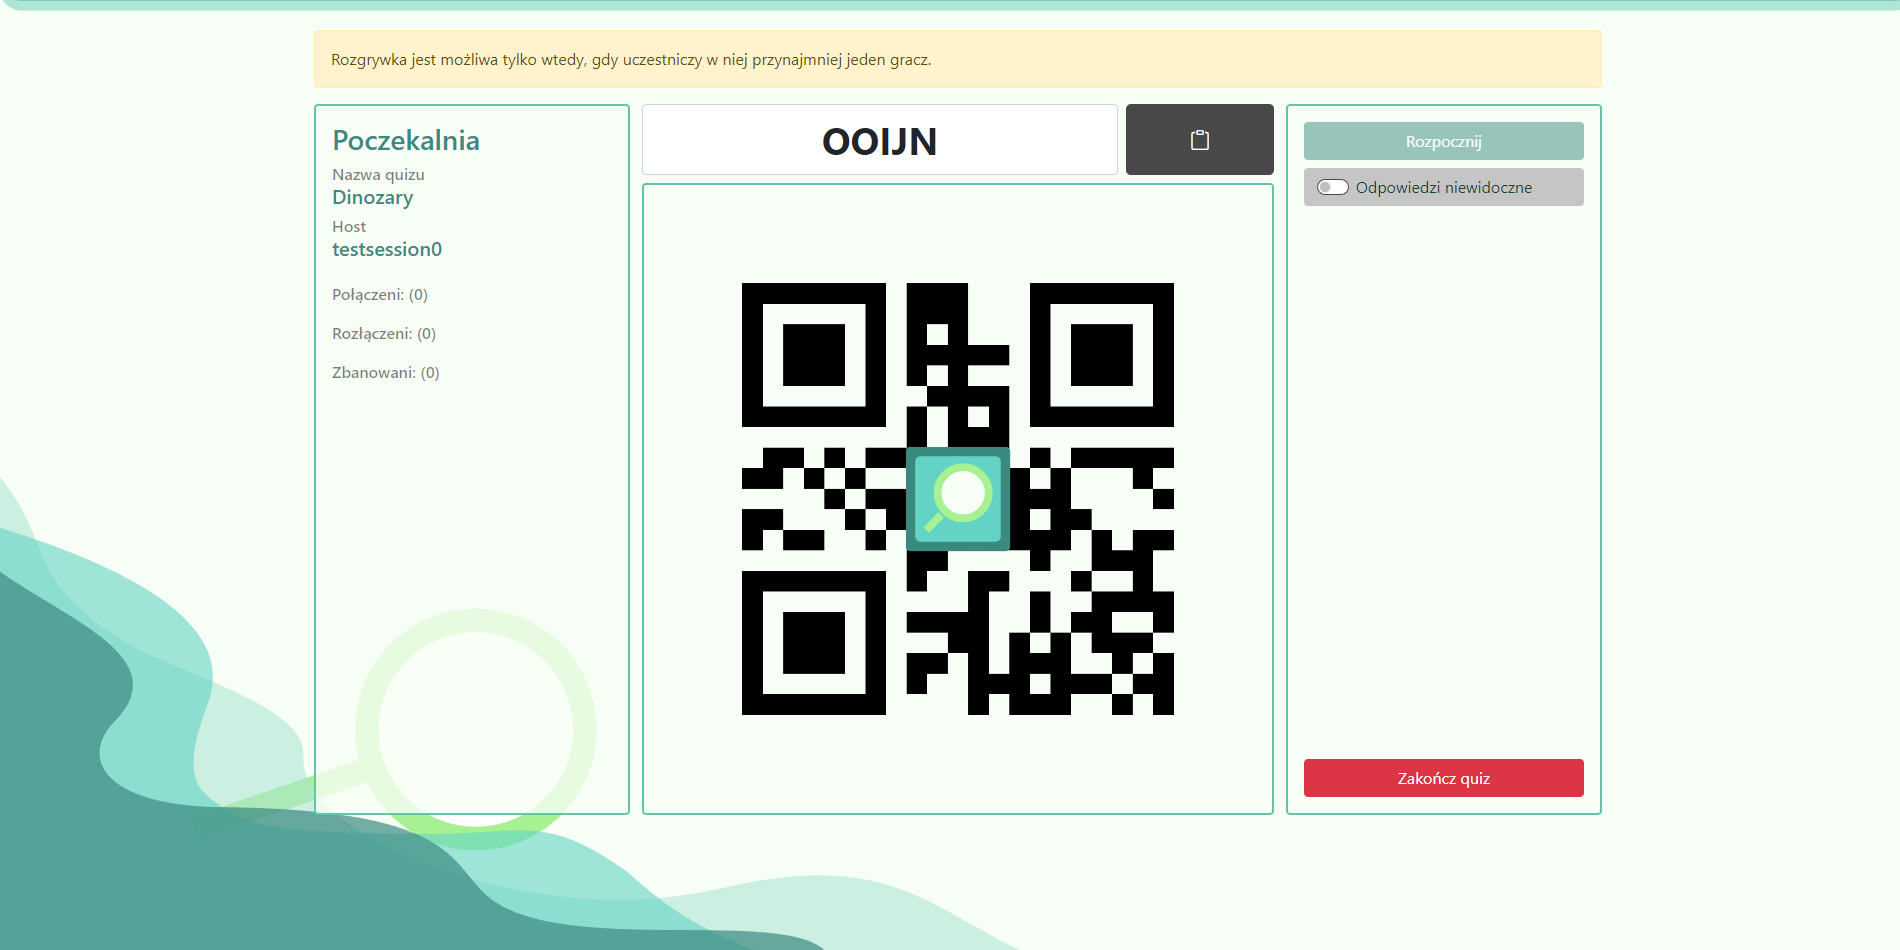 Rozgrywka jest możliwa tylko wtedy, gdy uczestniczy w niej przynajmniej jeden gracz.
Poczekalnia
Nazwa quizu
Dinozary
Host
testsession0
Połączeni: (0)
Rozłączeni: (0)
Zbanowani: (0)
OOIJN
Rozpocznij
Odpowiedzi niewidoczne
Zakończ quiz